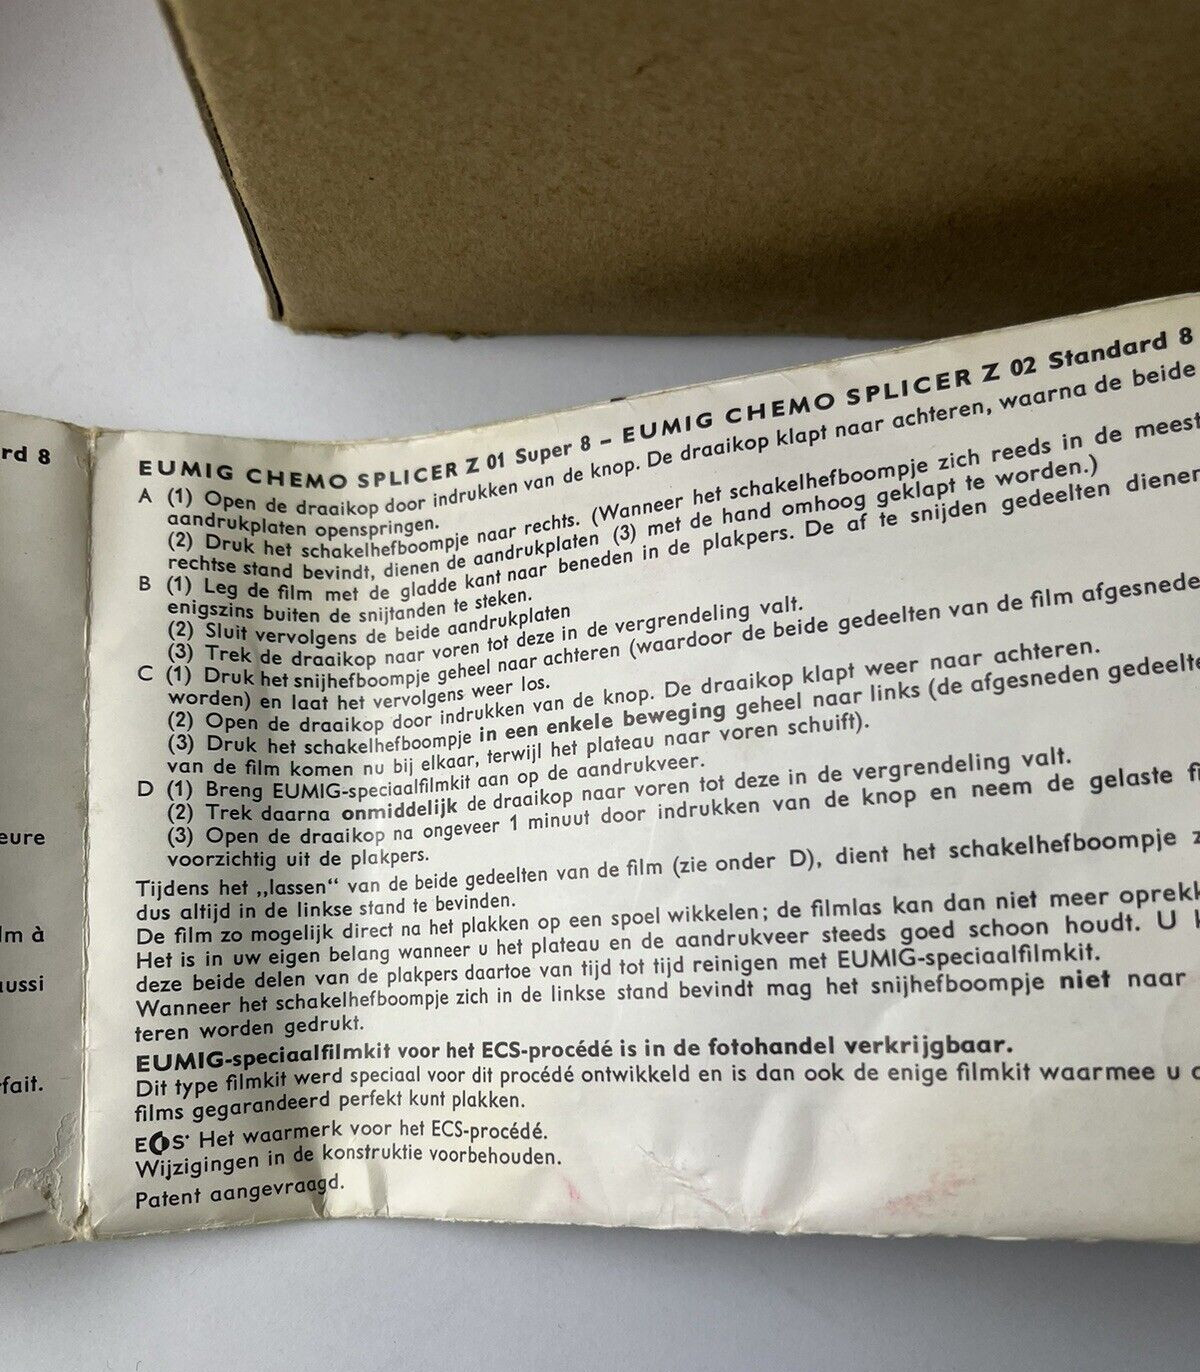 rd 8
eure
lm à
aussi
fait.
EUMIG CHEMO SPLICER Z 01 Super 8 – EUMIG CHEMO SPLICER Z 02 Standard 8
A (1) Open de draaikop door indrukken van de knop. De draaikop klapt naar achteren, waarna de beide
aandrukplaten openspringen.
(2) Druk het schakelhefboompje naar rechts. (Wanneer het schakelhefboompje zich reeds in de meest
rechtse stand bevindt, dienen de aandrukplaten (3) met de hand omhoog geklapt te worden.)
B (1) Leg de film met de gladde kant naar beneden in de plakpers. De af te snijden gedeelten dienen
enigszins buiten de snijtanden te steken.
(2) Sluit vervolgens de beide aandrukplaten
(3) Trek de draaikop naar voren tot deze in de vergrendeling valt.
C (1) Druk het snijhefboompje geheel naar achteren (waardoor de beide gedeelten van de film afgesnede
worden) en laat het vervolgens weer los.
(2) Open de draaikop door indrukken van de knop. De draaikop klapt weer naar achteren.
(3) Druk het schakelhefboompje in een enkele beweging geheel naar links (de afgesneden gedeelte
van de film komen nu bij elkaar, terwijl het plateau naar voren schuift).
D (1) Breng EUMIG-speciaalfilmkit aan op de aandrukveer.
(2) Trek daarna onmiddelijk de draaikop naar voren tot deze in de vergrendeling valt.
(3) Open de draaikop na ongeveer 1 minuut door indrukken van de knop en neem de gelaste fi
voorzichtig uit de plakpers.
Tijdens het „lassen“ van de beide gedeelten van de film (zie onder D), dient het schakelhefboompje z
dus altijd in de linkse stand te bevinden.
De film zo mogelijk direct na het plakken op een spoel wikkelen; de filmlas kan dan niet meer oprekk
Het is in uw eigen belang wanneer u het plateau en de aandrukveer steeds goed schoon houdt. U k
deze beide delen van de plakpers daartoe van tijd tot tijd reinigen met EUMIG-speciaalfilmkit.
Wanneer het schakelhefboompje zich in de linkse stand bevindt mag het snijhefboompje niet naar
teren worden gedrukt.
EUMIG-speciaalfilmkit voor het ECS-procédé is in de fotohandel verkrijgbaar.
Dit type filmkit werd speciaal voor dit procédé ontwikkeld en is dan ook de enige filmkit waarmee u
films gegarandeerd perfekt kunt plakken.
ECS· Het waarmerk voor het ECS-procédé.
Wijzigingen in de konstruktie voorbehouden.
Patent aangevraagd.